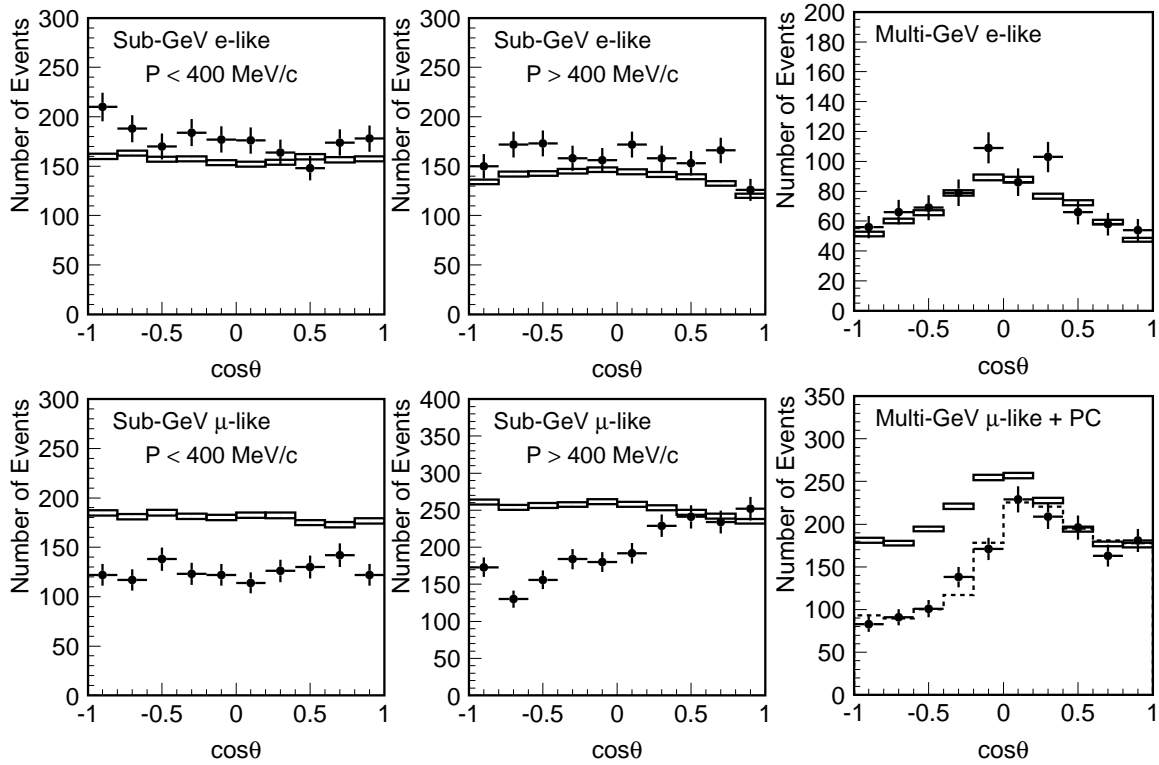 Sub-GeV e-like
P < 400 MeV/c
Number of Events
300
250
200
150
100
50
0
-1 -0.5 0 0.5 1
cosθ
Sub-GeV e-like
P > 400 MeV/c
Number of Events
300
250
200
150
100
50
0
-1 -0.5 0 0.5 1
cosθ
Multi-GeV e-like
Number of Events
200
180
160
140
120
100
80
60
40
20
0
-1 -0.5 0 0.5 1
cosθ
Sub-GeV μ-like
P < 400 MeV/c
Number of Events
300
250
200
150
100
50
0
-1 -0.5 0 0.5 1
cosθ
Sub-GeV μ-like
P > 400 MeV/c
Number of Events
400
350
300
250
200
150
100
50
0
-1 -0.5 0 0.5 1
cosθ
Multi-GeV μ-like + PC
Number of Events
350
300
250
200
150
100
50
0
-1 -0.5 0 0.5 1
cosθ